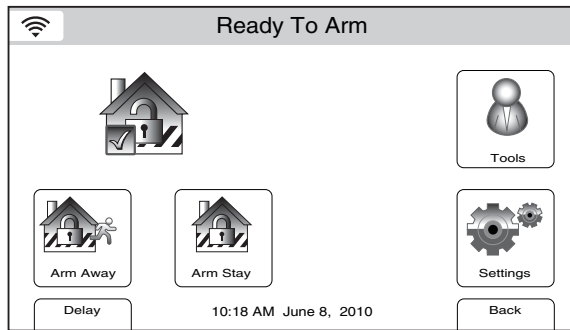 Ready To Arm
Tools
Arm Away
Arm Stay
Settings
Delay
10:18 AM June 8, 2010
Back